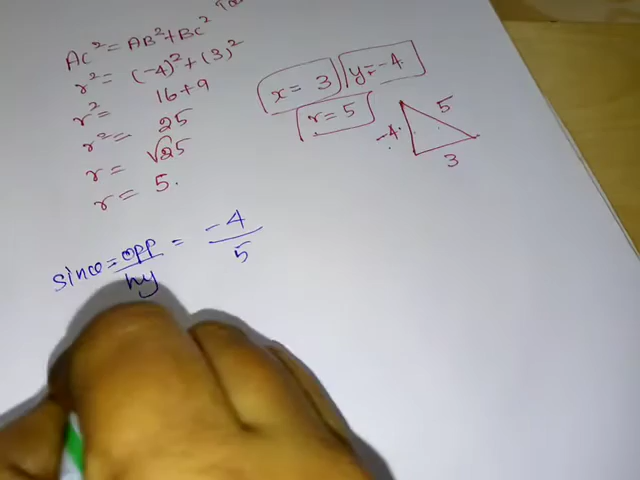 AC² = AB² + BC²
r² = (-4)² + (3)²
r² = 16 + 9
r² = 25
r = √25
r = 5.
x = 3 y = -4
r = 5
5
-4
3
sinθ = opp/hy = -4/5